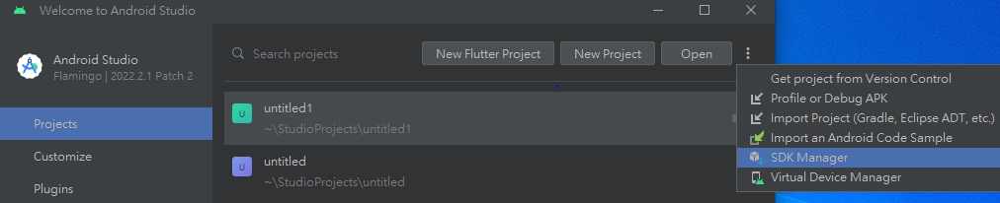 Welcome to Android Studio
Android Studio
Flamingo | 2022.2.1 Patch 2
Projects
Customize
Plugins
Search projects
New Flutter Project
New Project
Open
U
untitled1
~\StudioProjects\untitled1
U
untitled
~\StudioProjects\untitled
Get project from Version Control
Profile or Debug APK
Import Project (Gradle, Eclipse ADT, etc.)
Import an Android Code Sample
SDK Manager
Virtual Device Manager